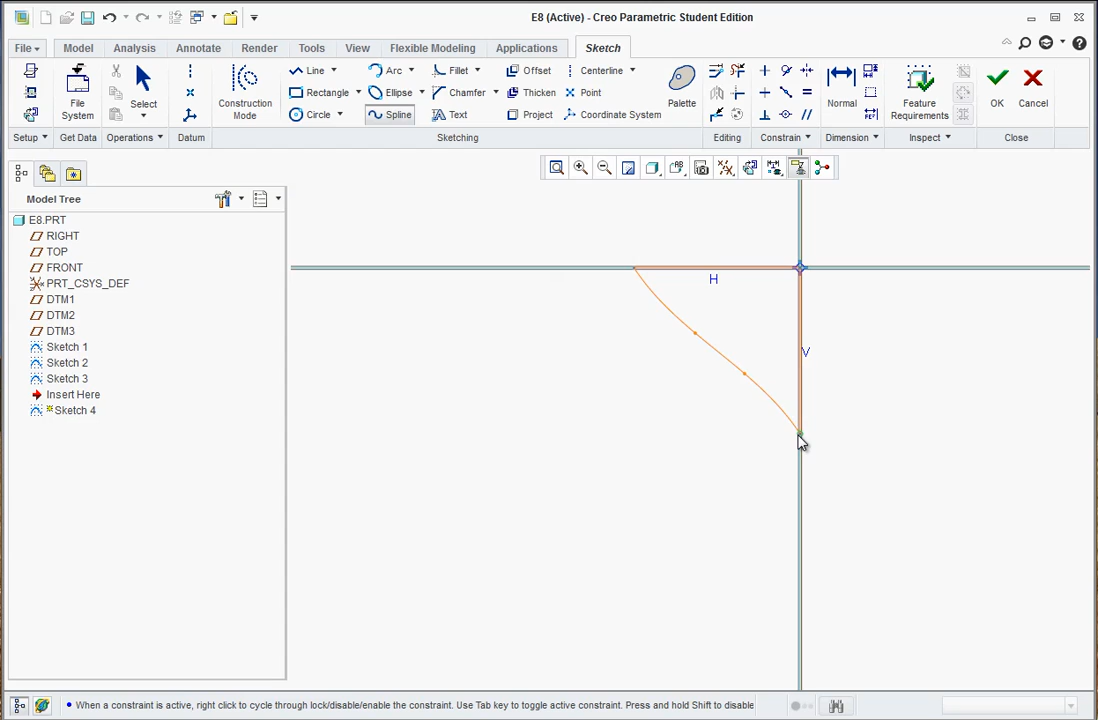 E8 (Active) - Creo Parametric Student Edition
File Model Analysis Annotate Render Tools View Flexible Modeling Applications Sketch
Line Arc Fillet Offset Centerline
Rectangle Ellipse Chamfer Thicken Point
Circle Spline Text Project Coordinate System
File System
Select
Construction Mode
Palette
Normal
Feature Requirements
OK
Cancel
Setup Get Data Operations Datum Sketching Editing Constrain Dimension Inspect Close
Model Tree
E8.PRT
RIGHT
TOP
FRONT
PRT_CSYS_DEF
DTM1
DTM2
DTM3
Sketch 1
Sketch 2
Sketch 3
Insert Here
Sketch 4
H
V
When a constraint is active, right click to cycle through lock/disable/enable the constraint. Use Tab key to toggle active constraint. Press and hold Shift to disable